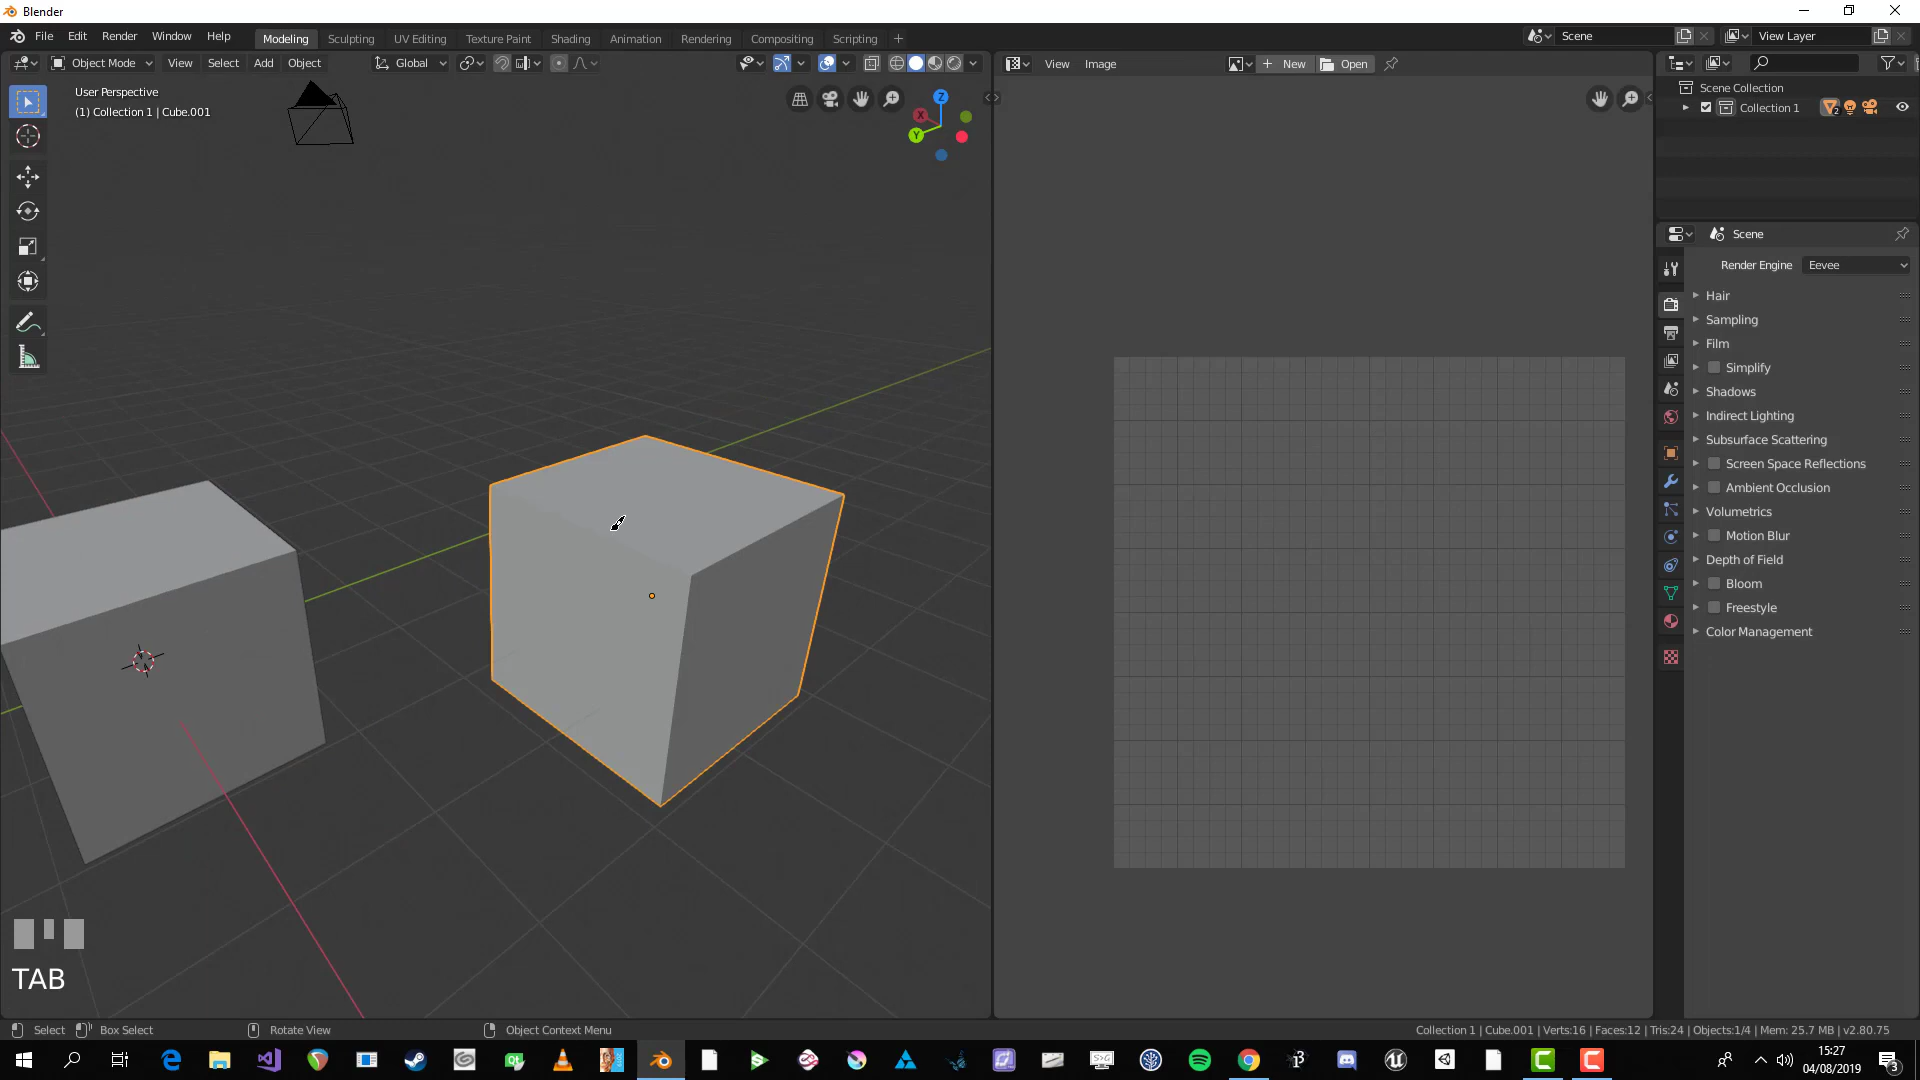 Blender
File Edit Render Window Help
Modeling Sculpting UV Editing Texture Paint Shading Animation Rendering Compositing Scripting +
Scene
View Layer
Object Mode View Select Add Object
Global
View Image
New Open
User Perspective
(1) Collection 1 | Cube.001
Z
X
Y
Scene Collection
Collection 1
2
Scene
Render Engine Eevee
Hair
Sampling
Film
Simplify
Shadows
Indirect Lighting
Subsurface Scattering
Screen Space Reflections
Ambient Occlusion
Volumetrics
Motion Blur
Depth of Field
Bloom
Freestyle
Color Management
TAB
Select Box Select Rotate View Object Context Menu
Collection 1 | Cube.001 | Verts:16 | Faces:12 | Tris:24 | Objects:1/4 | Mem: 25.7 MB | v2.80.75
15:27
04/08/2019
3